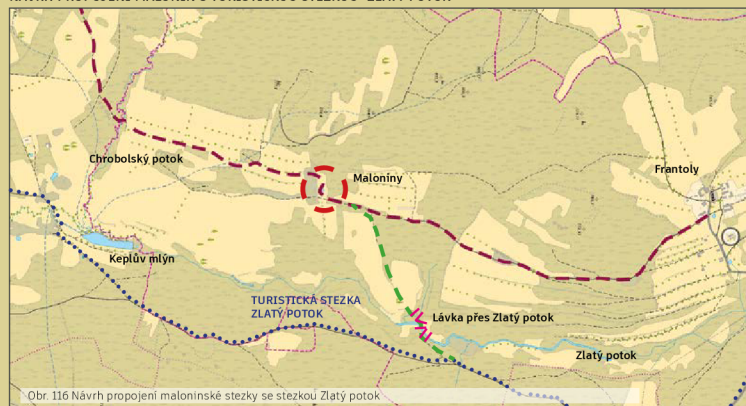 Chrobolský potok
Maloniny
Frantoly
Keplův mlýn
TURISTICKÁ STEZKA
ZLATÝ POTOK
Lávka přes Zlatý potok
Zlatý potok
Obr. 116 Návrh propojení maloninské stezky se stezkou Zlatý potok